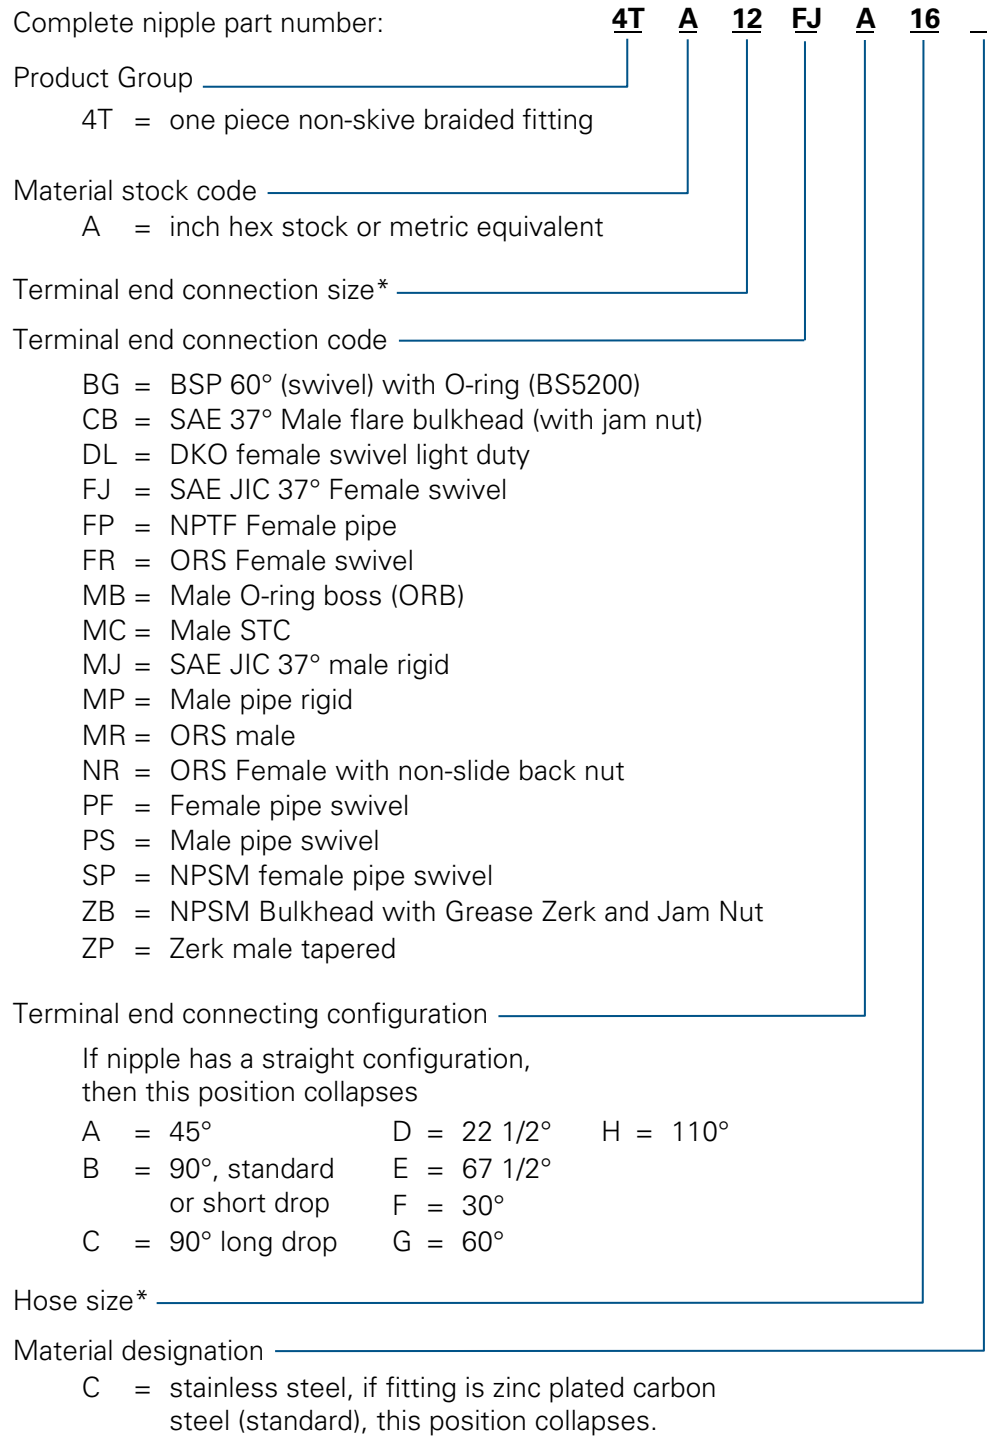 Complete nipple part number: 4T A 12 FJ A 16 _
Product Group
4T = one piece non-skive braided fitting
Material stock code
A = inch hex stock or metric equivalent
Terminal end connection size*
Terminal end connection code
BG = BSP 60° (swivel) with O-ring (BS5200)
CB = SAE 37° Male flare bulkhead (with jam nut)
DL = DKO female swivel light duty
FJ = SAE JIC 37° Female swivel
FP = NPTF Female pipe
FR = ORS Female swivel
MB = Male O-ring boss (ORB)
MC = Male STC
MJ = SAE JIC 37° male rigid
MP = Male pipe rigid
MR = ORS male
NR = ORS Female with non-slide back nut
PF = Female pipe swivel
PS = Male pipe swivel
SP = NPSM female pipe swivel
ZB = NPSM Bulkhead with Grease Zerk and Jam Nut
ZP = Zerk male tapered
Terminal end connecting configuration
If nipple has a straight configuration,
then this position collapses
A = 45° D = 22 1/2° H = 110°
B = 90°, standard E = 67 1/2°
or short drop F = 30°
C = 90° long drop G = 60°
Hose size*
Material designation
C = stainless steel, if fitting is zinc plated carbon
steel (standard), this position collapses.